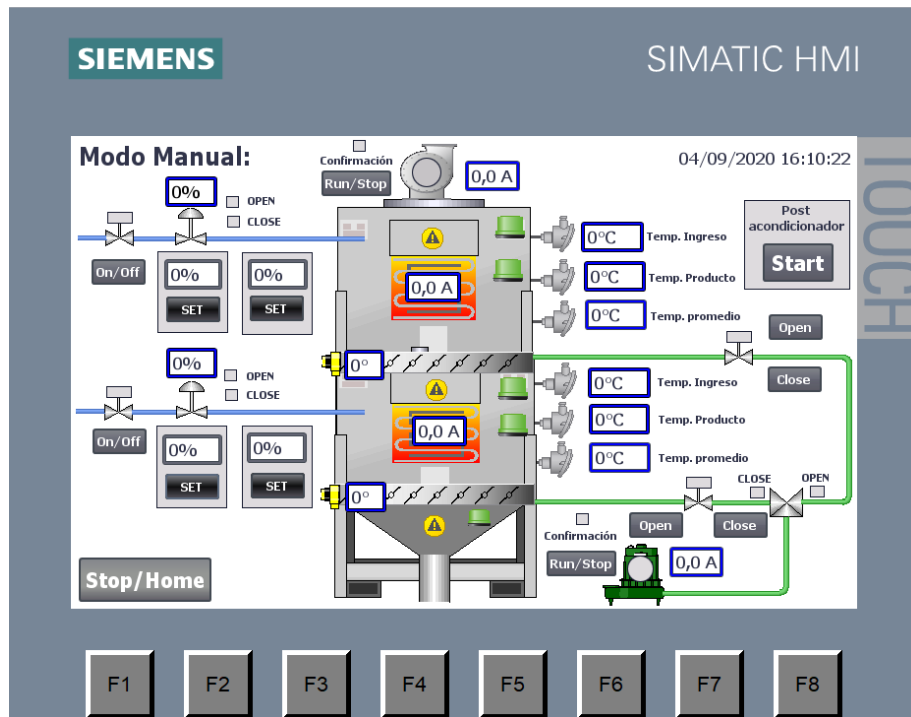 SIEMENS
SIMATIC HMI
TOUCH
Modo Manual:
04/09/2020 16:10:22
Confirmación
Run/Stop
0,0 A
0%
OPEN
CLOSE
On/Off
0%
SET
0%
SET
0,0 A
0°C
Temp. Ingreso
0°C
Temp. Producto
0°C
Temp. promedio
Post
acondicionador
Start
Open
Close
0°
0%
OPEN
CLOSE
On/Off
0%
SET
0%
SET
0,0 A
0°C
Temp. Ingreso
0°C
Temp. Producto
0°C
Temp. promedio
0°
CLOSE
OPEN
Open
Close
Confirmación
Run/Stop
0,0 A
Stop/Home
F1
F2
F3
F4
F5
F6
F7
F8